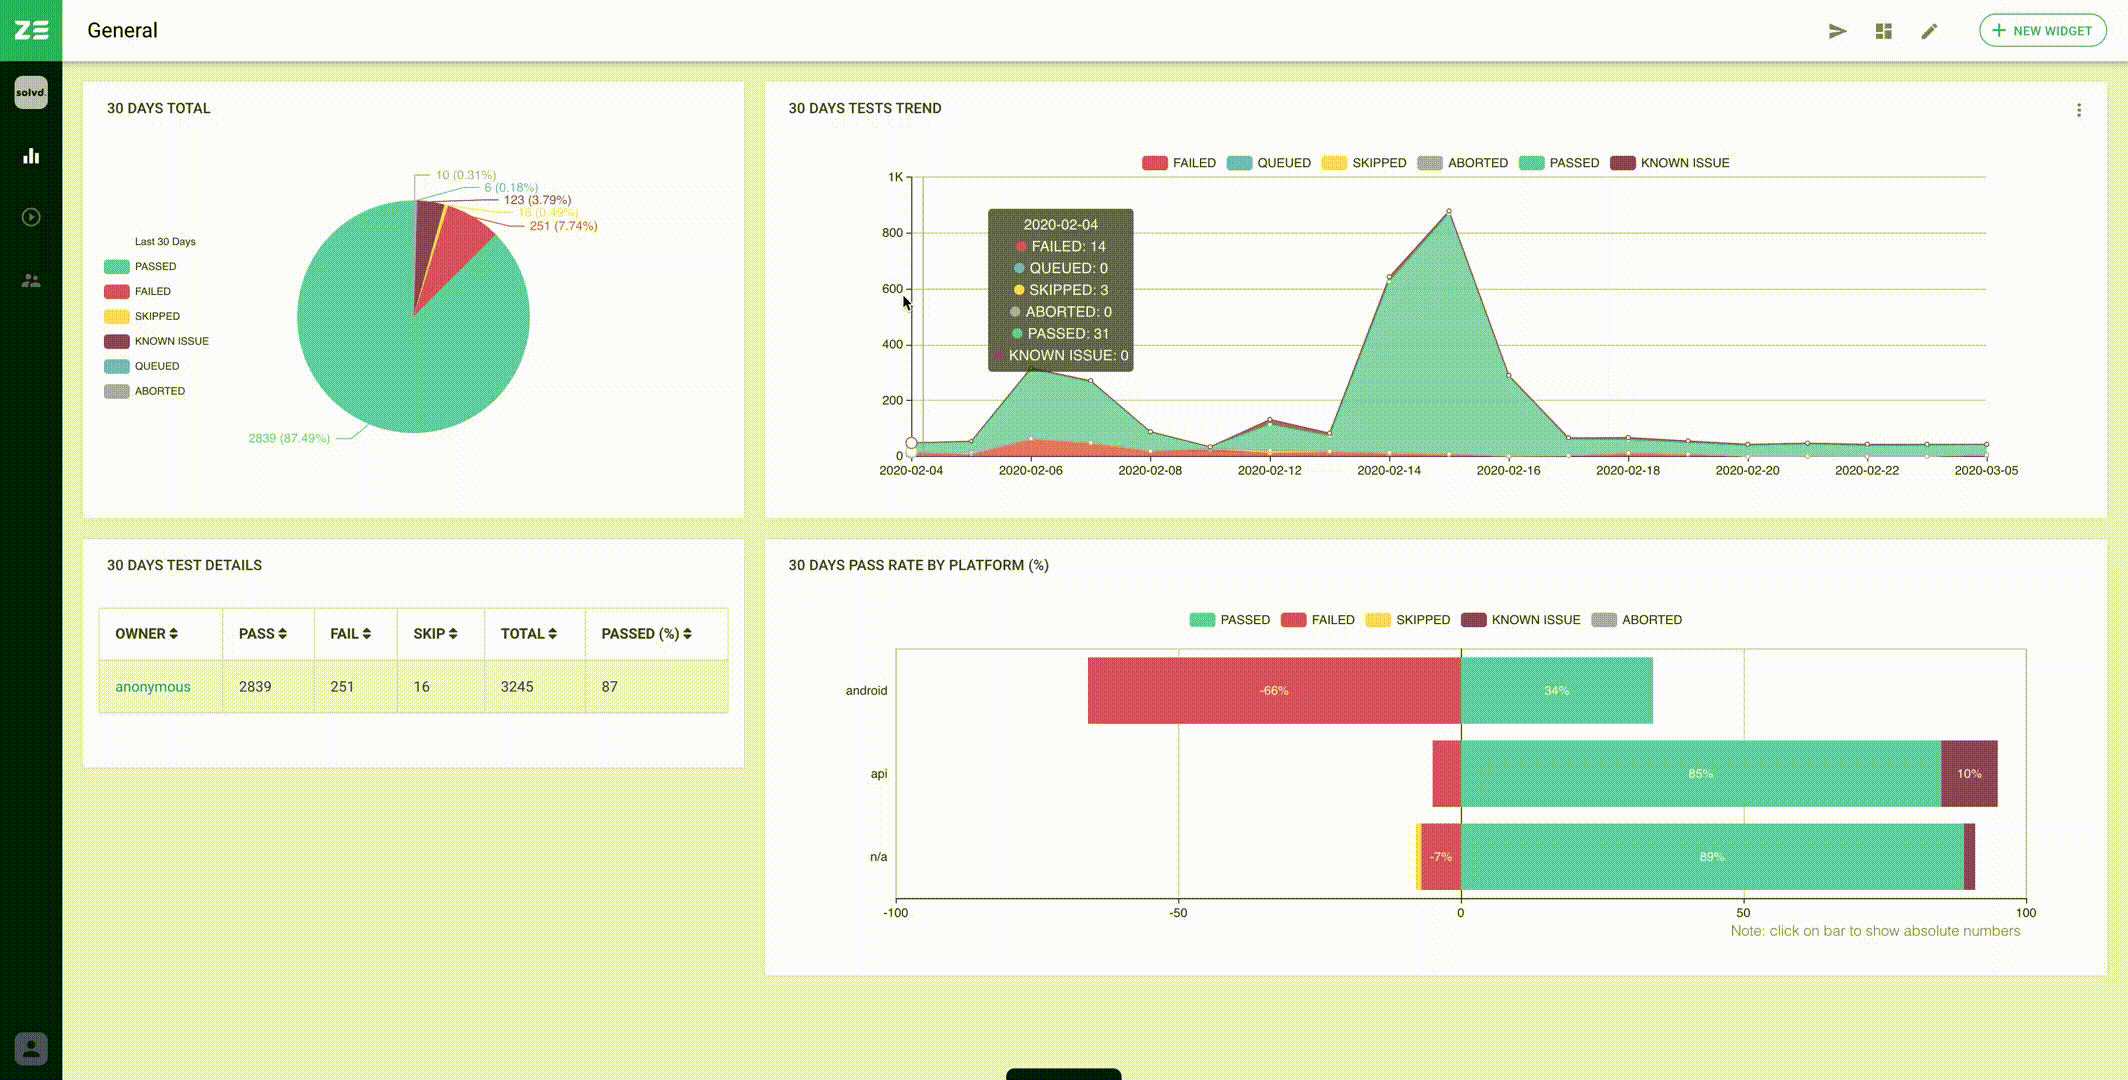 ZE
General
NEW WIDGET
solvd.
30 DAYS TOTAL
10 (0.31%)
6 (0.18%)
123 (3.79%)
16 (0.49%)
251 (7.74%)
Last 30 Days
PASSED
FAILED
SKIPPED
KNOWN ISSUE
QUEUED
ABORTED
2839 (87.49%)
30 DAYS TESTS TREND
FAILED QUEUED SKIPPED ABORTED PASSED KNOWN ISSUE
1K
800
600
400
200
0
2020-02-04
FAILED: 14
QUEUED: 0
SKIPPED: 3
ABORTED: 0
PASSED: 31
KNOWN ISSUE: 0
2020-02-04 2020-02-06 2020-02-08 2020-02-10 2020-02-12 2020-02-14 2020-02-16 2020-02-18 2020-02-20 2020-02-22 2020-03-05
30 DAYS TEST DETAILS
OWNER PASS FAIL SKIP TOTAL PASSED (%)
anonymous 2839 251 16 3245 87
30 DAYS PASS RATE BY PLATFORM (%)
PASSED FAILED SKIPPED KNOWN ISSUE ABORTED
android -66% 34%
api 85% 10%
n/a -7% 89%
-100 -50 0 50 100
Note: click on bar to show absolute numbers